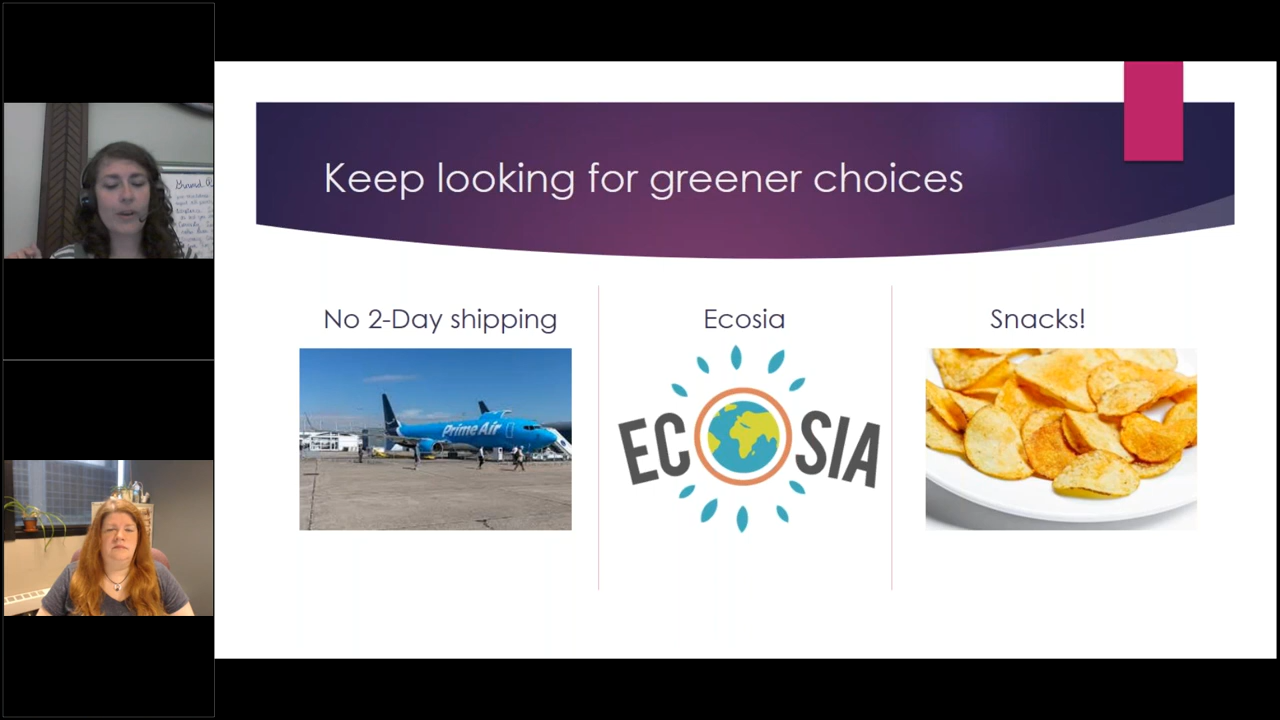 Keep looking for greener choices
No 2-Day shipping
Ecosia
Snacks!
Prime Air
ECOSIA